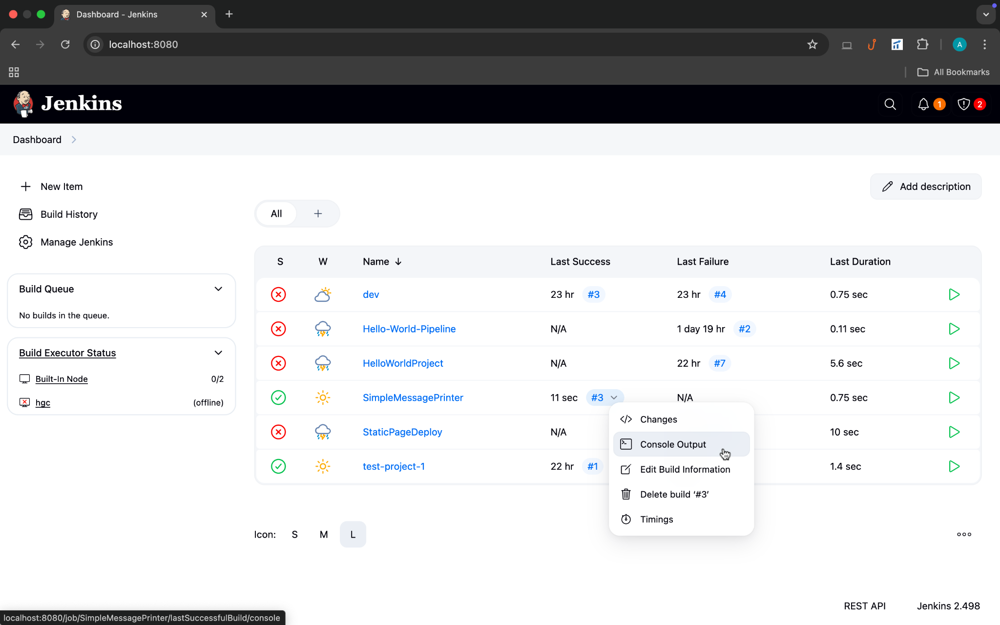 Dashboard - Jenkins
localhost:8080
A
All Bookmarks
Jenkins
1
2
Dashboard
New Item
Build History
Manage Jenkins
Build Queue
No builds in the queue.
Build Executor Status
Built-In Node 0/2
hgc (offline)
Add description
All
S W Name ↓ Last Success Last Failure Last Duration
dev 23 hr #3 23 hr #4 0.75 sec
Hello-World-Pipeline N/A 1 day 19 hr #2 0.11 sec
HelloWorldProject N/A 22 hr #7 5.6 sec
SimpleMessagePrinter 11 sec #3 N/A 0.75 sec
StaticPageDeploy N/A 10 sec
test-project-1 22 hr #1 1.4 sec
Changes
Console Output
Edit Build Information
Delete build ‘#3’
Timings
Icon: S M L
REST API Jenkins 2.498
localhost:8080/job/SimpleMessagePrinter/lastSuccessfulBuild/console